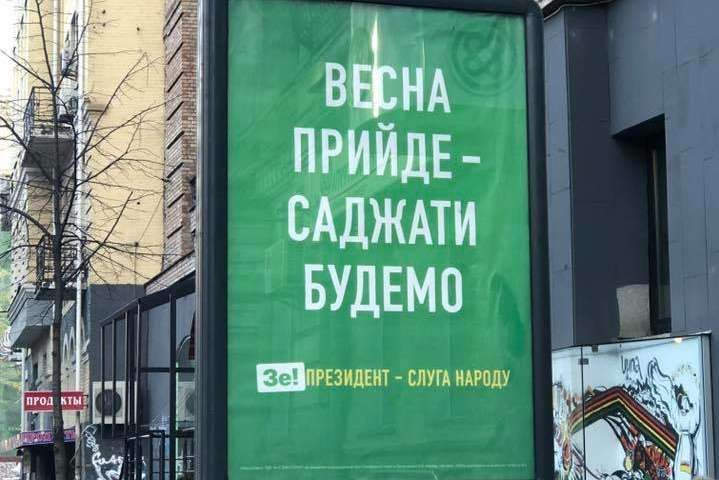 ВЕСНА
ПРИЙДЕ –
САДЖАТИ
БУДЕМО
Зе! ПРЕЗИДЕНТ – СЛУГА НАРОДУ
ПРОДУКТЫ